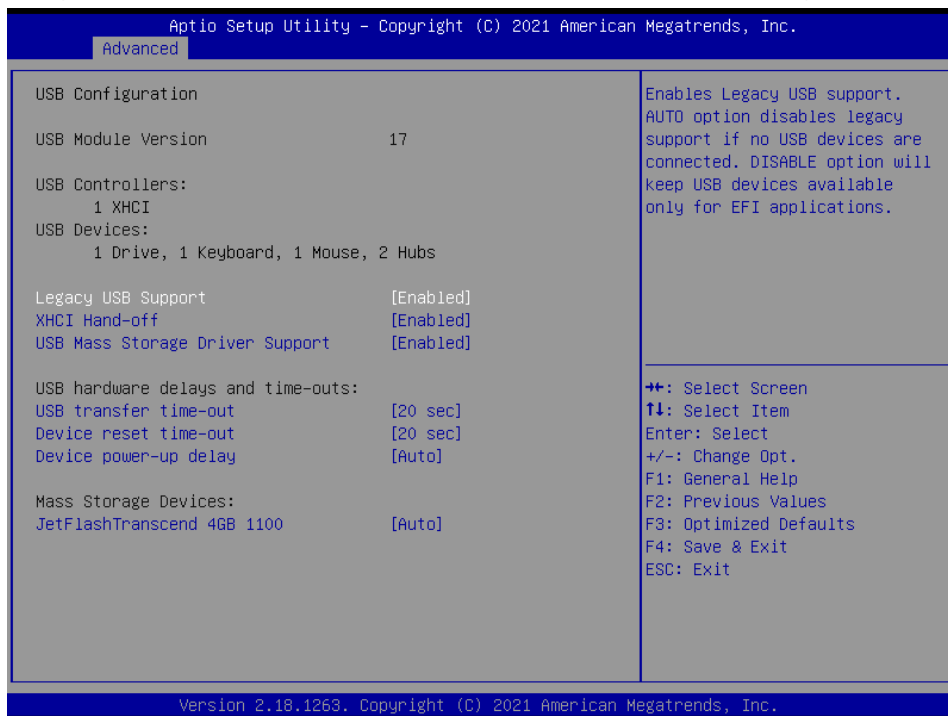 Aptio Setup Utility – Copyright (C) 2021 American Megatrends, Inc.
Advanced
USB Configuration
USB Module Version 17
USB Controllers:
1 XHCI
USB Devices:
1 Drive, 1 Keyboard, 1 Mouse, 2 Hubs
Legacy USB Support [Enabled]
XHCI Hand-off [Enabled]
USB Mass Storage Driver Support [Enabled]
USB hardware delays and time-outs:
USB transfer time-out [20 sec]
Device reset time-out [20 sec]
Device power-up delay [Auto]
Mass Storage Devices:
JetFlashTranscend 4GB 1100 [Auto]
Enables Legacy USB support.
AUTO option disables legacy
support if no USB devices are
connected. DISABLE option will
keep USB devices available
only for EFI applications.
→←: Select Screen
↑↓: Select Item
Enter: Select
+/-: Change Opt.
F1: General Help
F2: Previous Values
F3: Optimized Defaults
F4: Save & Exit
ESC: Exit
Version 2.18.1263. Copyright (C) 2021 American Megatrends, Inc.